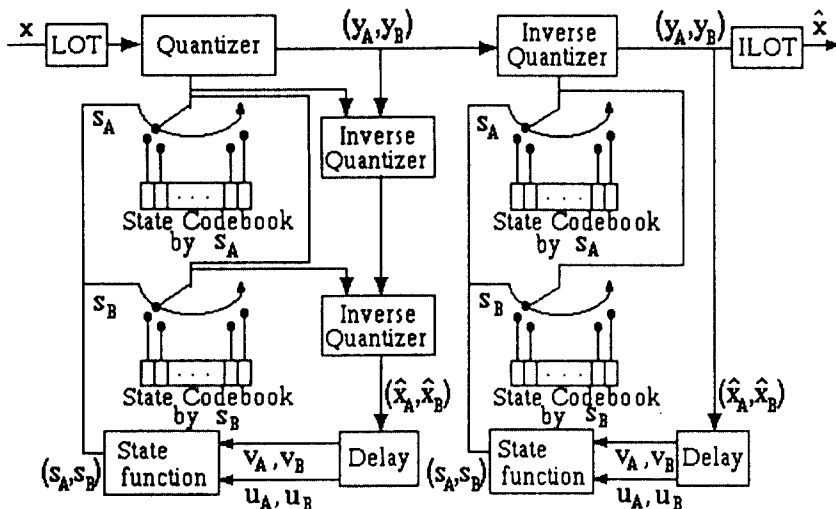 x LOT Quantizer (y_A,y_B) Inverse Quantizer (y_A,y_B) ILOT x̂
s_A
Inverse Quantizer
. . .
State Codebook
by s_A
s_B
Inverse Quantizer
. . .
State Codebook
by s_B
(x̂_A,x̂_B)
(s_A,s_B)
State function
v_A,v_B
u_A,u_B
Delay
s_A
. . .
State Codebook
by s_A
s_B
. . .
State Codebook
by s_B
(x̂_A,x̂_B)
(s_A,s_B)
State function
v_A,v_B
u_A,u_B
Delay